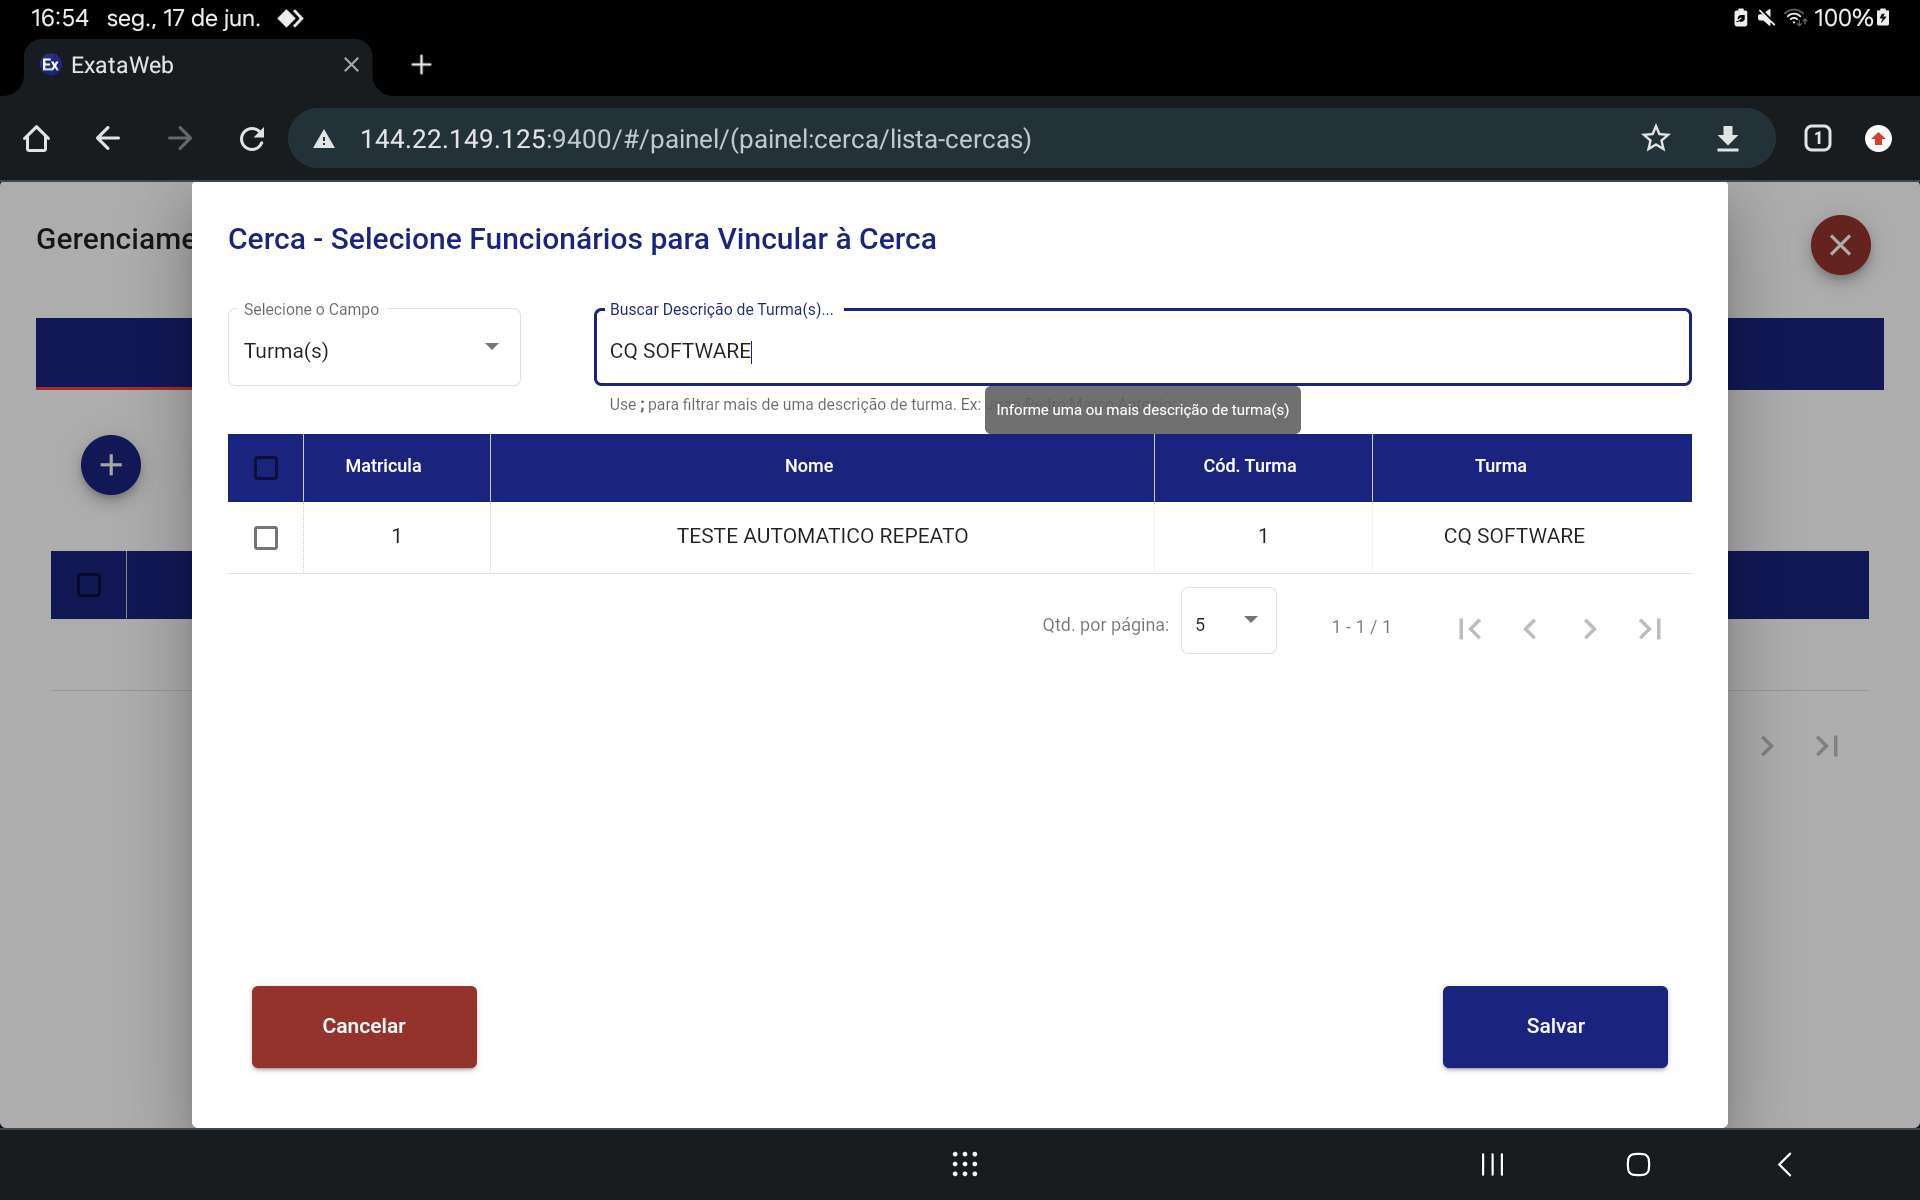 16:54 seg., 17 de jun. 100%
Ex ExataWeb
144.22.149.125:9400/#/painel/(painel:cerca/lista-cercas) 1
Gerenciame
Cerca - Selecione Funcionários para Vincular à Cerca
Selecione o Campo
Turma(s)
Buscar Descrição de Turma(s)...
CQ SOFTWARE
Use ; para filtrar mais de uma descrição de turma. Ex:
Informe uma ou mais descrição de turma(s)
Matricula Nome Cód. Turma Turma
1 TESTE AUTOMATICO REPEATO 1 CQ SOFTWARE
Qtd. por página: 5 1 - 1 / 1
Cancelar Salvar